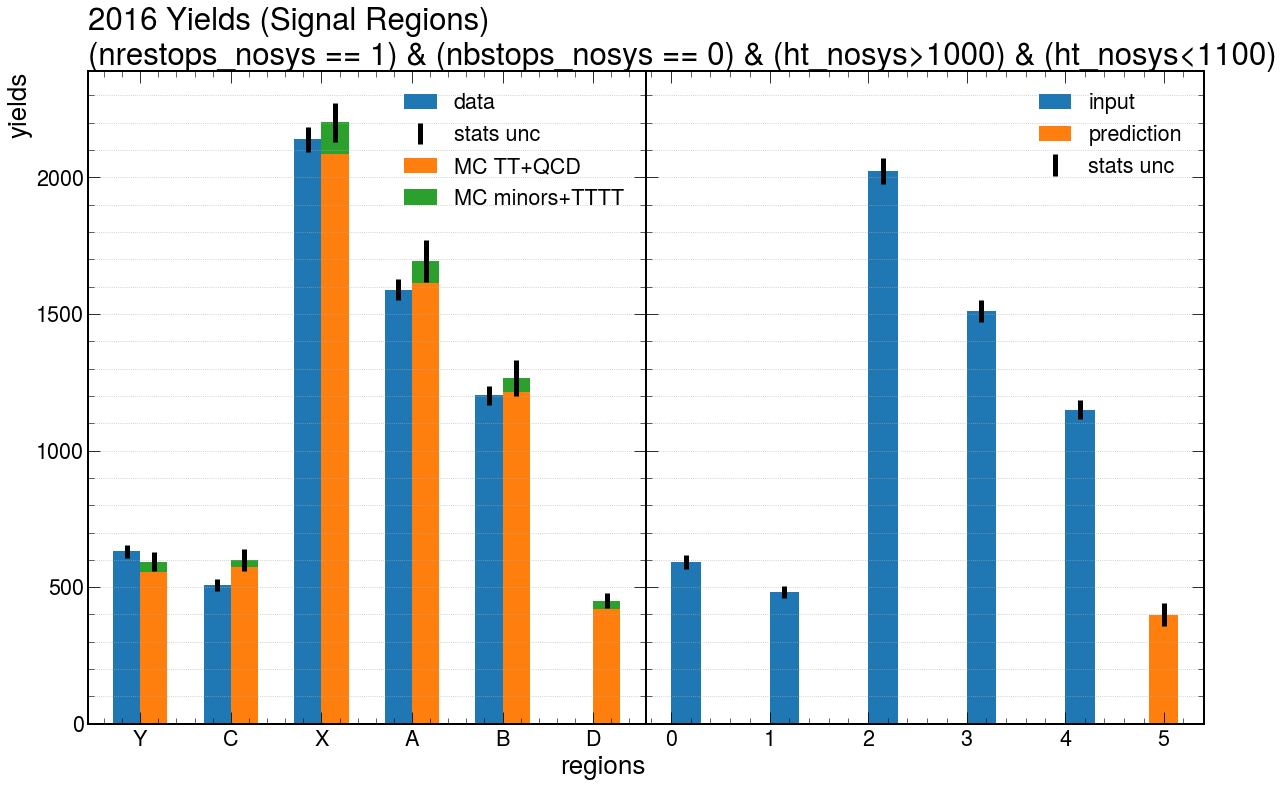 2016 Yields (Signal Regions)
(nrestops_nosys == 1) & (nbstops_nosys == 0) & (ht_nosys>1000) & (ht_nosys<1100)
yields
data
stats unc
MC TT+QCD
MC minors+TTTT
input
prediction
stats unc
2000
1500
1000
500
0
Y C X A B D
0 1 2 3 4 5
regions